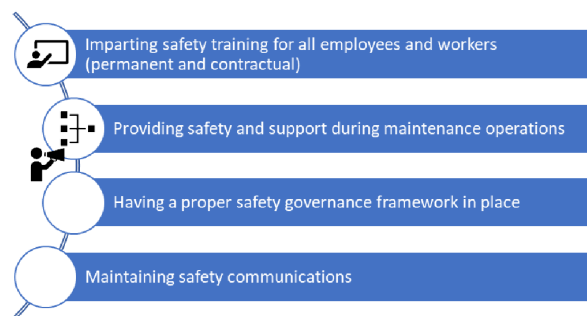 Imparting safety training for all employees and workers
(permanent and contractual)
Providing safety and support during maintenance operations
Having a proper safety governance framework in place
Maintaining safety communications